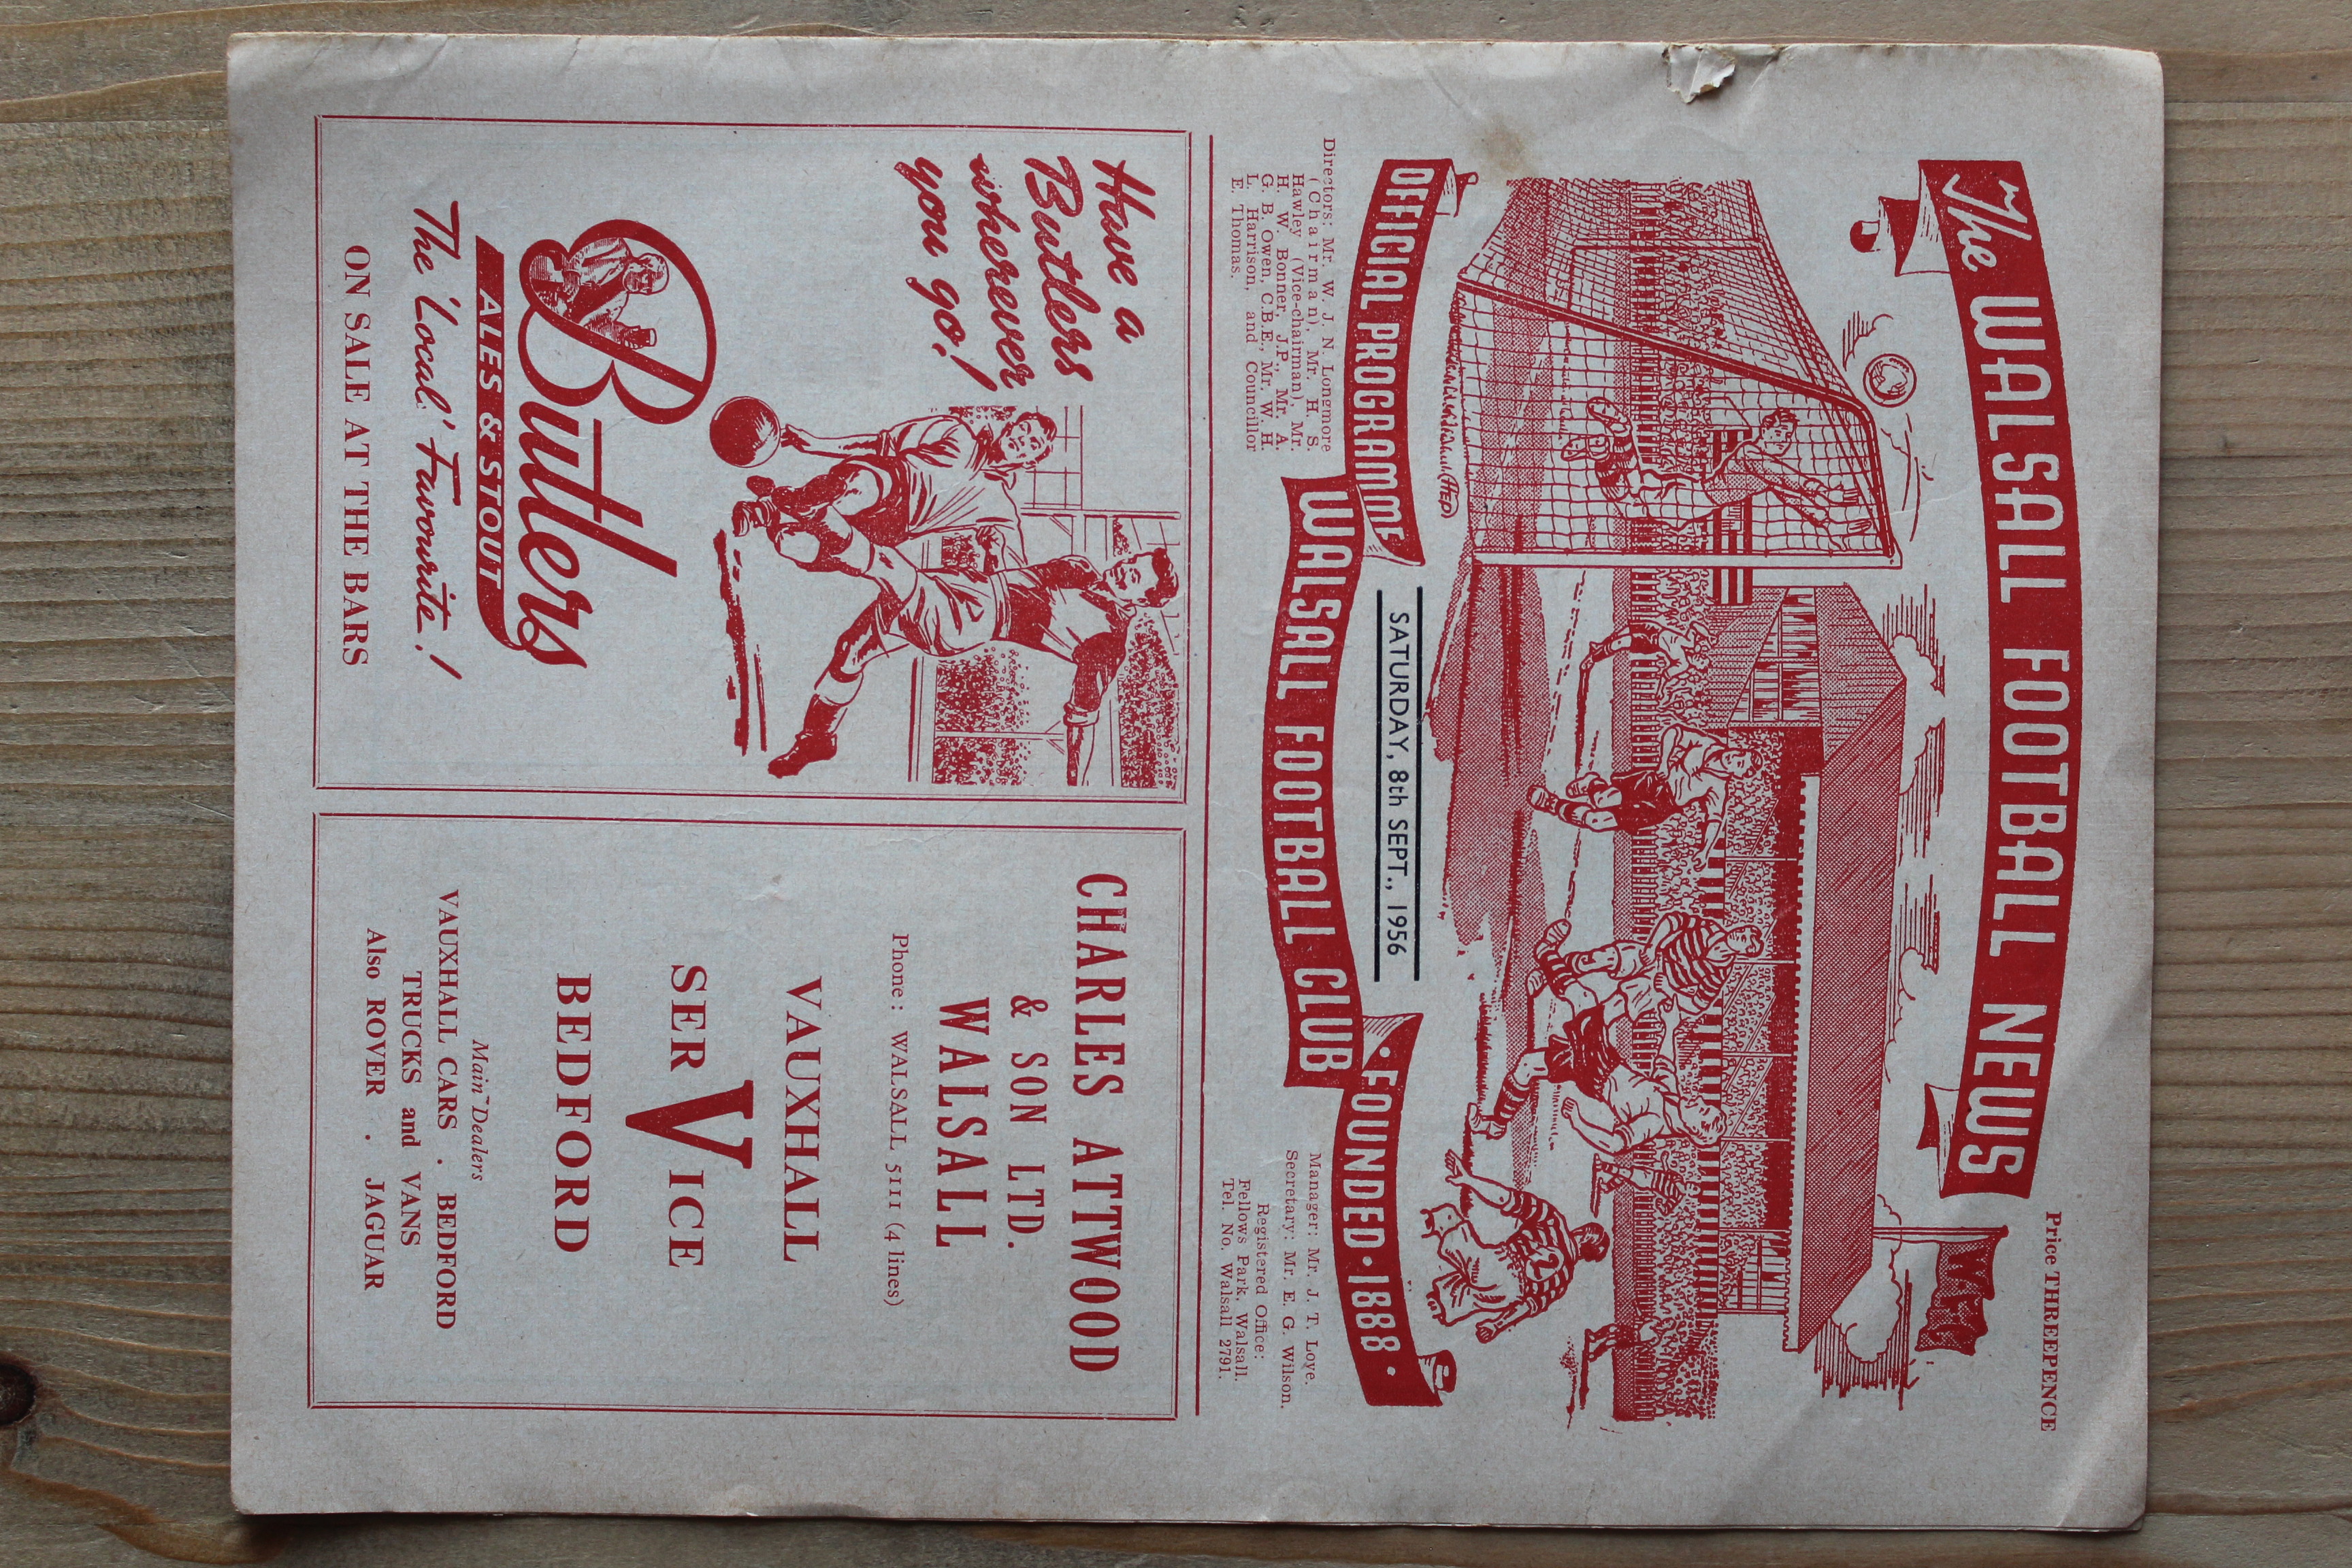 Price THREEPENCE
The WALSALL FOOTBALL NEWS
WFC
2
(HED)
SATURDAY, 8th SEPT., 1956
OFFICIAL PROGRAMME
WALSALL FOOTBALL CLUB
• FOUNDED • 1888 •
Directors: Mr. W. J. N. Longmore
(Chairman), Mr. H. S.
Hawley (Vice-chairman), Mr.
H. W. Bonner, J.P., Mr. A.
G. B. Owen, C.B.E., Mr. W. H.
L. Harrison, and Councillor
E. Thomas.
Manager: Mr. J. T. Loye.
Secretary: Mr. E. G. Wilson.
Registered Office:
Fellows Park, Walsall.
Tel. No. Walsall 2791.
Have a
Butlers
wherever
you go!
Butlers
ALES & STOUT
The 'Local' Favourite!
ON SALE AT THE BARS
CHARLES ATTWOOD
& SON LTD.
WALSALL
Phone: WALSALL 5111 (4 lines)
VAUXHALL
SERVICE
BEDFORD
Main Dealers
VAUXHALL CARS . BEDFORD
TRUCKS and VANS
Also ROVER . JAGUAR